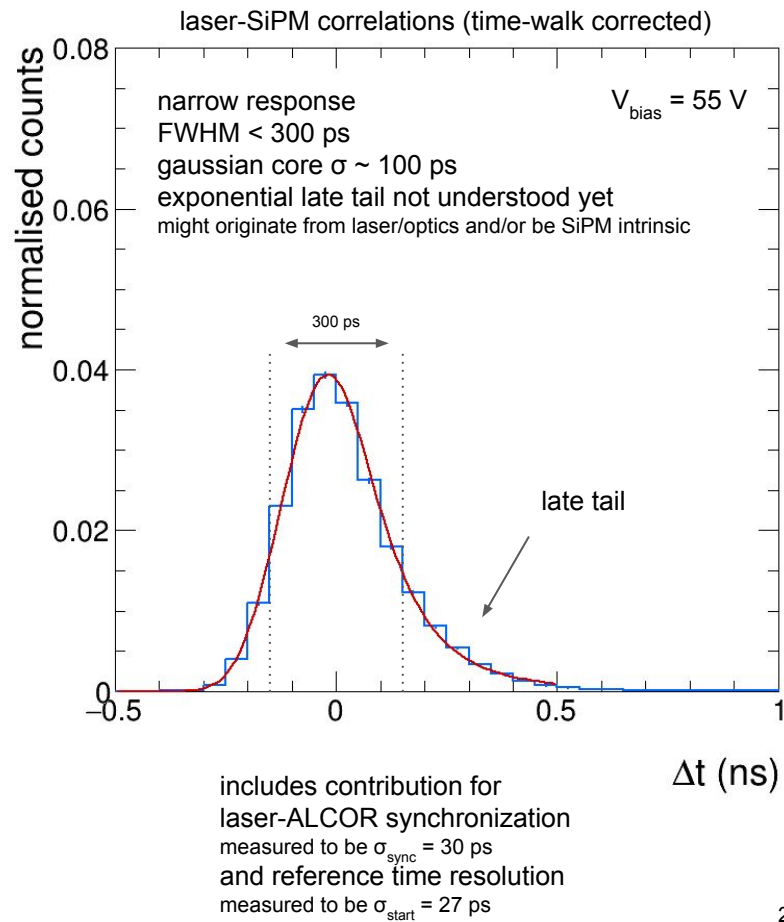 laser-SiPM correlations (time-walk corrected)
normalised counts
0.08
0.06
0.04
0.02
0
narrow response
V_bias = 55 V
FWHM < 300 ps
gaussian core σ ~ 100 ps
exponential late tail not understood yet
might originate from laser/optics and/or be SiPM intrinsic
300 ps
late tail
−0.5
0
0.5
1
Δt (ns)
includes contribution for
laser-ALCOR synchronization
measured to be σ_sync = 30 ps
and reference time resolution
measured to be σ_start = 27 ps
2